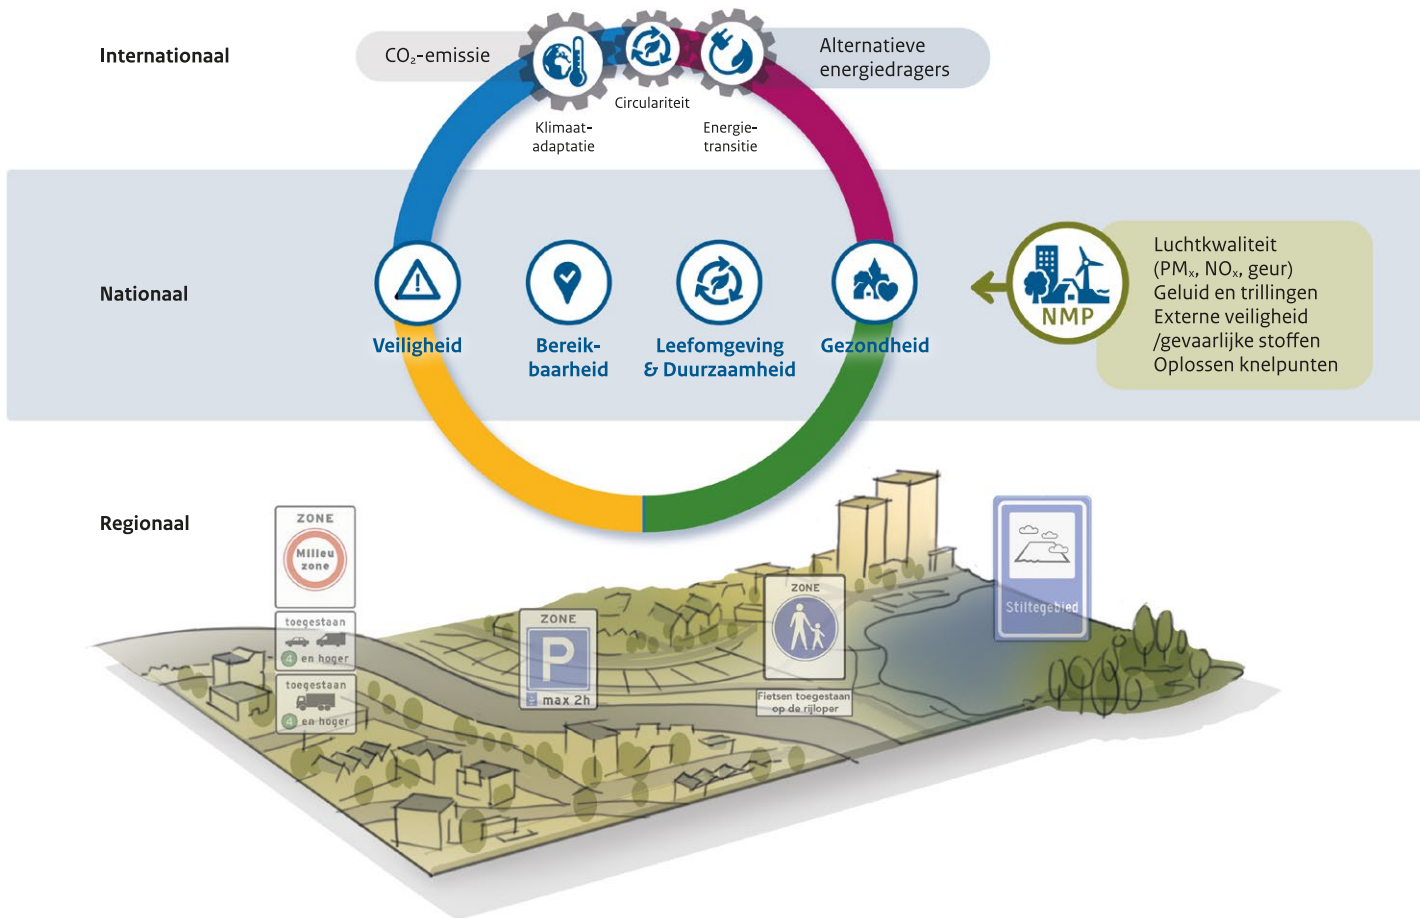 Internationaal
CO₂-emissie
Alternatieve
energiedragers
Circulariteit
Klimaat-
adaptatie
Energie-
transitie
Nationaal
Veiligheid
Bereik-
baarheid
Leefomgeving
& Duurzaamheid
Gezondheid
NMP
Luchtkwaliteit
(PMₓ, NOₓ, geur)
Geluid en trillingen
Externe veiligheid
/gevaarlijke stoffen
Oplossen knelpunten
Regionaal
ZONE
Milieu
zone
toegestaan
4 en hoger
toegestaan
4 en hoger
ZONE
P
max 2h
ZONE
Fietsen toegestaan
op de rijloper
Stiltegebied